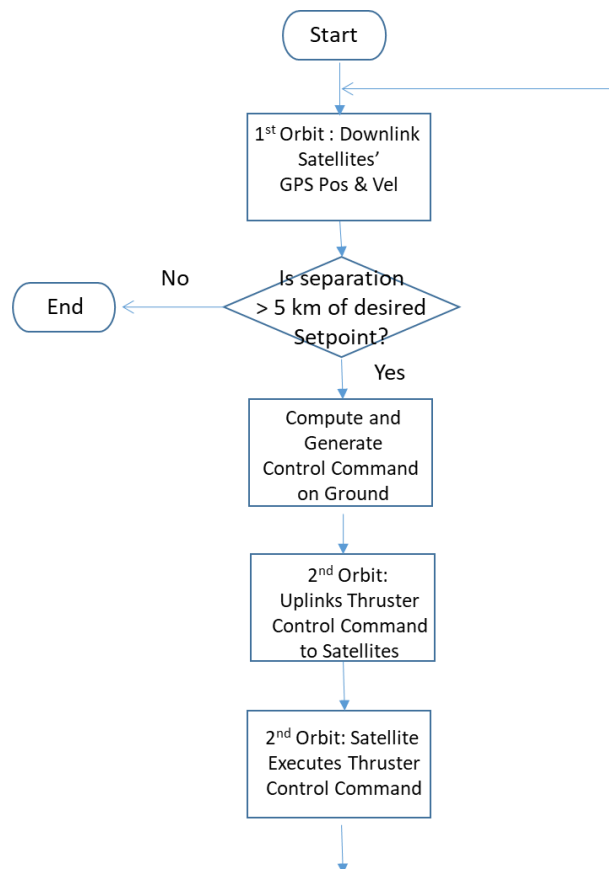 Start
1st Orbit : Downlink
Satellites'
GPS Pos & Vel
Is separation
> 5 km of desired
Setpoint?
No
End
Yes
Compute and
Generate
Control Command
on Ground
2nd Orbit:
Uplinks Thruster
Control Command
to Satellites
2nd Orbit: Satellite
Executes Thruster
Control Command